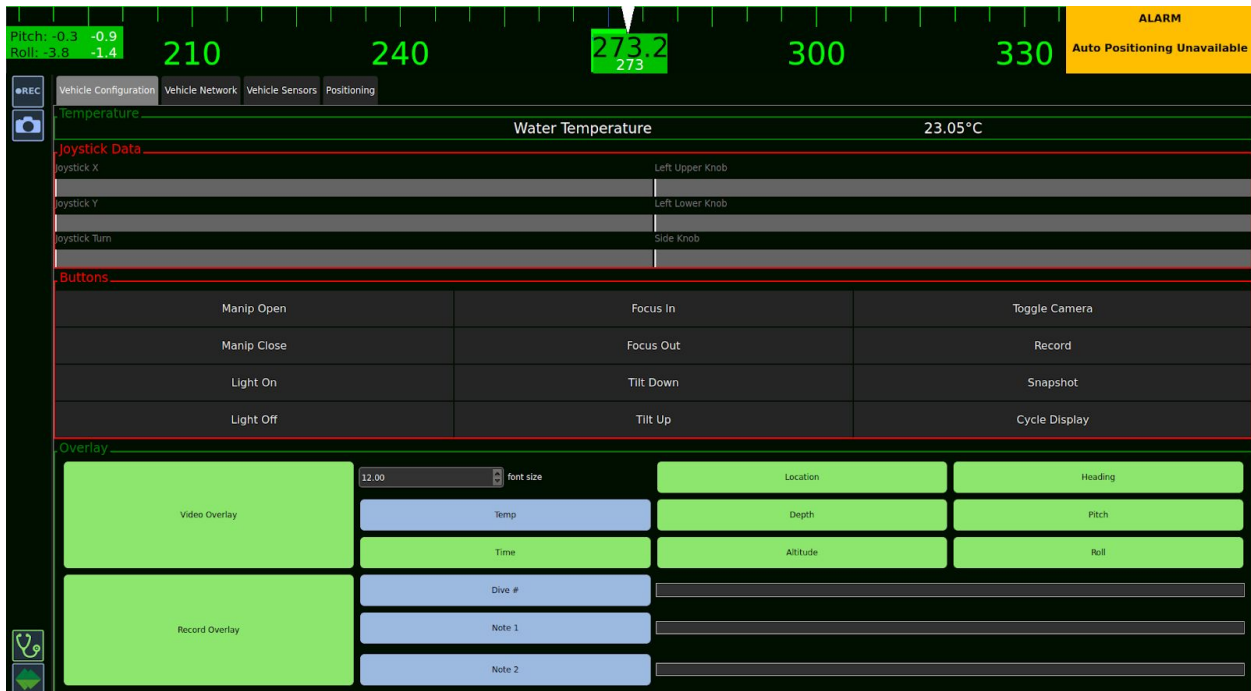 Pitch: -0.3 -0.9
Roll: -3.8 -1.4
210
240
273.2
273
300
330
ALARM
Auto Positioning Unavailable
REC
Vehicle Configuration Vehicle Network Vehicle Sensors Positioning
Temperature
Water Temperature 23.05°C
Joystick Data
Joystick X Left Upper Knob
Joystick Y Left Lower Knob
Joystick Turn Side Knob
Buttons
Manip Open Focus In Toggle Camera
Manip Close Focus Out Record
Light On Tilt Down Snapshot
Light Off Tilt Up Cycle Display
Overlay
Video Overlay
12.00 font size Location Heading
Temp Depth Pitch
Time Altitude Roll
Record Overlay
Dive #
Note 1
Note 2